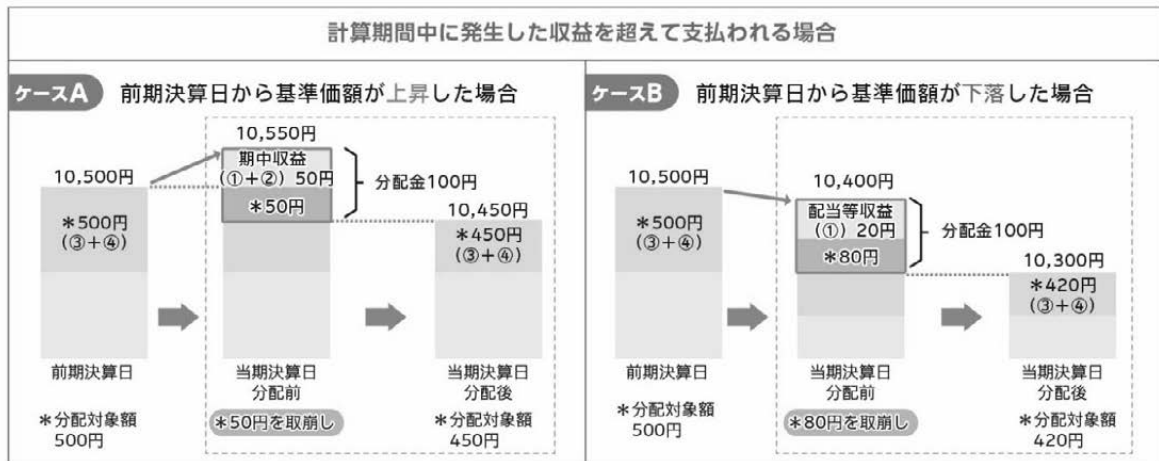 計算期間中に発生した収益を超えて支払われる場合
ケースA 前期決算日から基準価額が上昇した場合
10,550円
10,500円
期中収益
(①+②) 50円
*50円
分配金100円
*500円
(③+④)
10,450円
*450円
(③+④)
前期決算日
当期決算日
分配前
当期決算日
分配後
*分配対象額
500円
*50円を取崩し
*分配対象額
450円
ケースB 前期決算日から基準価額が下落した場合
10,500円
10,400円
配当等収益
(①) 20円
*80円
分配金100円
*500円
(③+④)
10,300円
*420円
(③+④)
前期決算日
当期決算日
分配前
当期決算日
分配後
*分配対象額
500円
*80円を取崩し
*分配対象額
420円